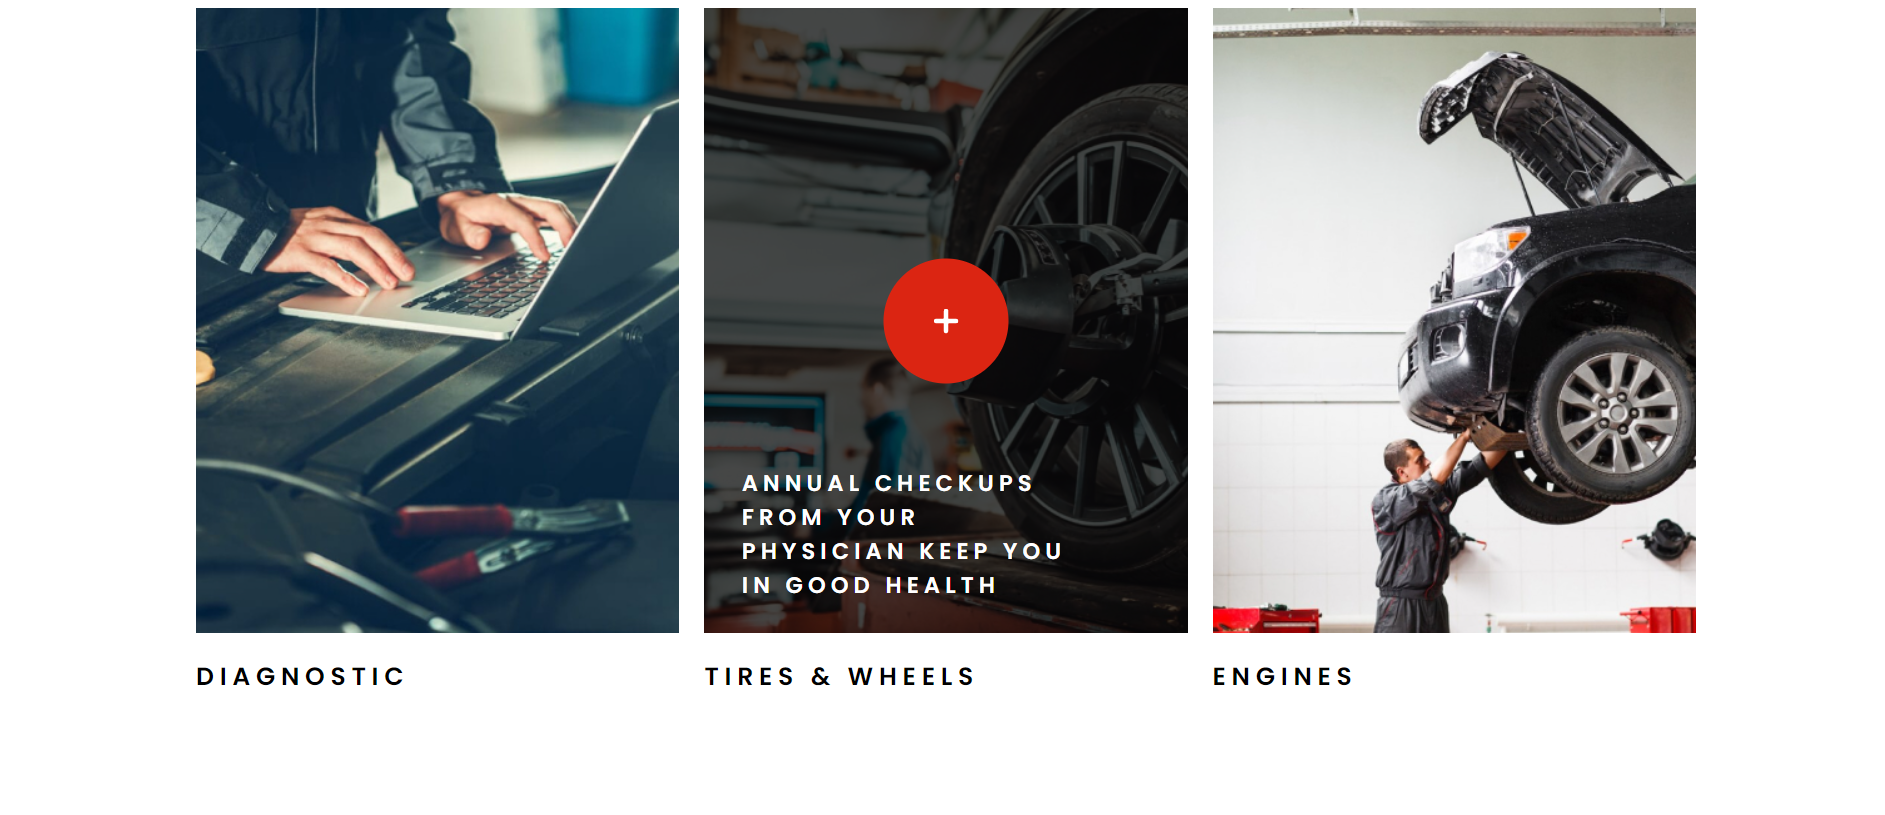 ANNUAL CHECKUPS
FROM YOUR
PHYSICIAN KEEP YOU
IN GOOD HEALTH
DIAGNOSTIC
TIRES & WHEELS
ENGINES